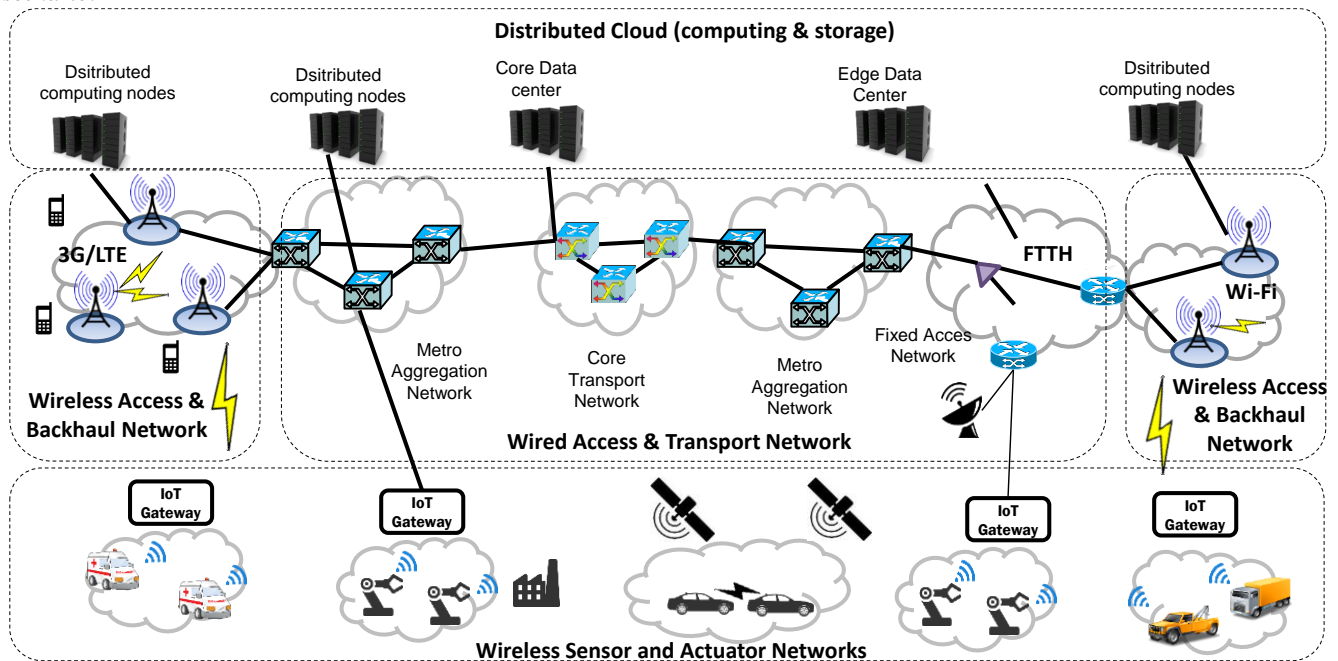 Distributed Cloud (computing & storage)
Dsitributed
computing nodes
Dsitributed
computing nodes
Core Data
center
Edge Data
Center
Dsitributed
computing nodes
3G/LTE
FTTH
Wi-Fi
Metro
Aggregation
Network
Core
Transport
Network
Metro
Aggregation
Network
Fixed Acces
Network
Wireless Access &
Backhaul Network
Wired Access & Transport Network
Wireless Access
& Backhaul
Network
IoT
Gateway
IoT
Gateway
IoT
Gateway
IoT
Gateway
Wireless Sensor and Actuator Networks